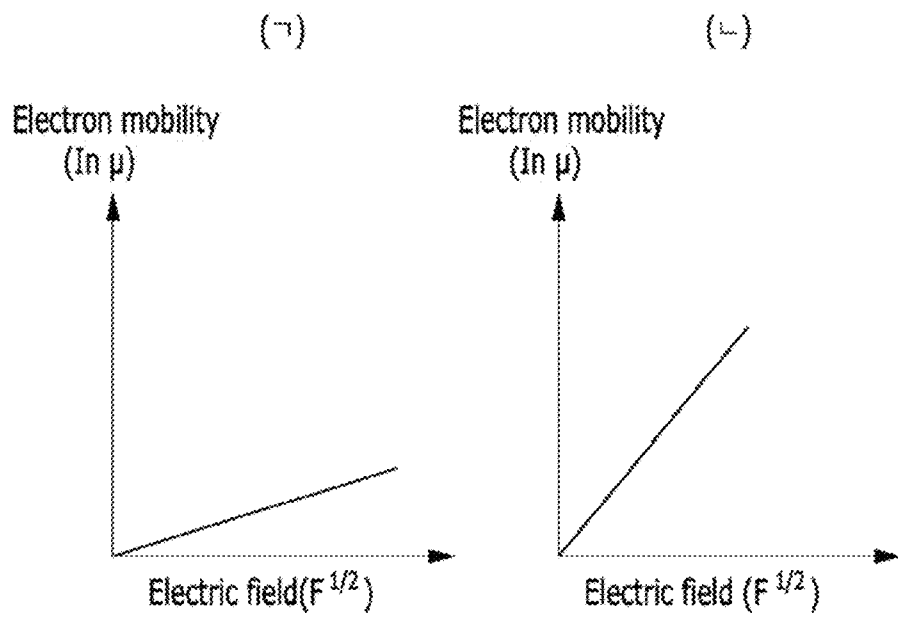 (ㄱ)
Electron mobility
(In μ)
Electric field(F 1/2)
(ㄴ)
Electron mobility
(In μ)
Electric field (F 1/2)